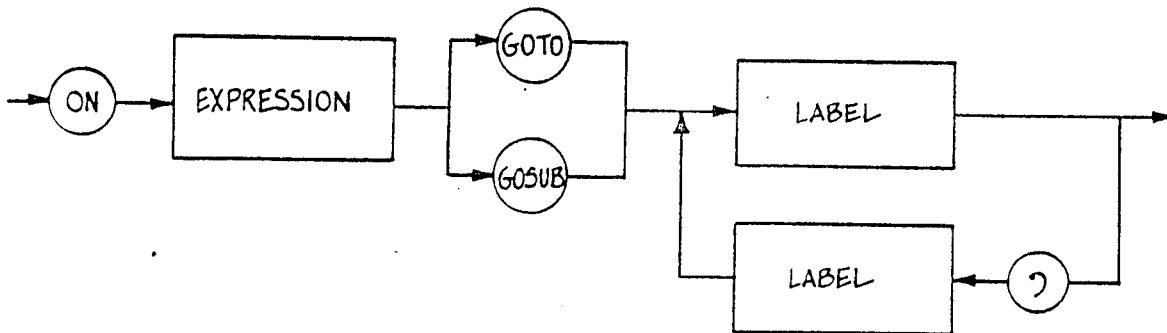 ON
EXPRESSION
GOTO
GOSUB
LABEL
LABEL
,